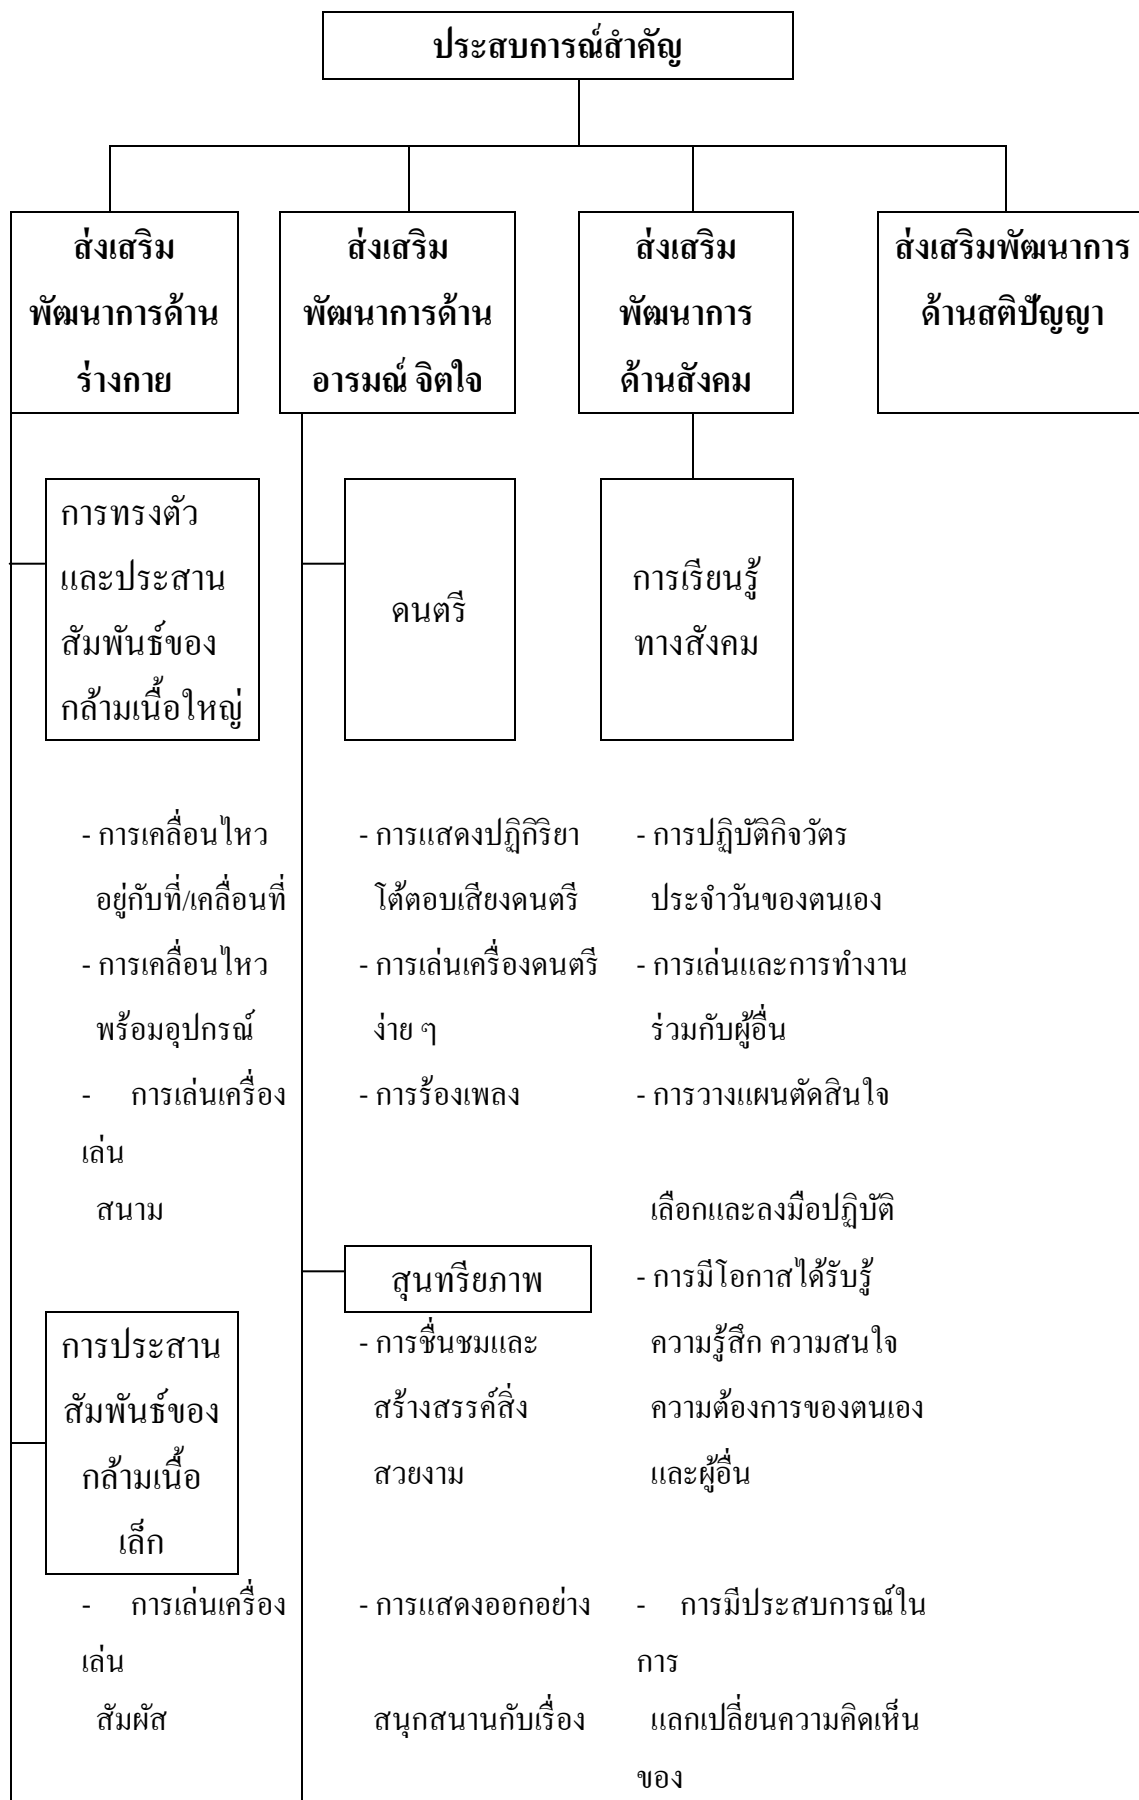 ประสบการณ์สำคัญ
ส่งเสริม
พัฒนาการด้าน
ร่างกาย
ส่งเสริม
พัฒนาการด้าน
อารมณ์ จิตใจ
ส่งเสริม
พัฒนาการ
ด้านสังคม
ส่งเสริมพัฒนาการ
ด้านสติปัญญา
การทรงตัว
และประสาน
สัมพันธ์ของ
กล้ามเนื้อใหญ่
- การเคลื่อนไหว
อยู่กับที่/เคลื่อนที่
- การเคลื่อนไหว
พร้อมอุปกรณ์
- การเล่นเครื่อง
เล่น
สนาม
การประสาน
สัมพันธ์ของ
กล้ามเนื้อ
เล็ก
- การเล่นเครื่อง
เล่น
สัมผัส
ดนตรี
- การแสดงปฏิกิริยา
โต้ตอบเสียงดนตรี
- การเล่นเครื่องดนตรี
ง่าย ๆ
- การร้องเพลง
สุนทรียภาพ
- การชื่นชมและ
สร้างสรรค์สิ่ง
สวยงาม
- การแสดงออกอย่าง
สนุกสนานกับเรื่อง
การเรียนรู้
ทางสังคม
- การปฏิบัติกิจวัตร
ประจำวันของตนเอง
- การเล่นและการทำงาน
ร่วมกับผู้อื่น
- การวางแผนตัดสินใจ
เลือกและลงมือปฏิบัติ
- การมีโอกาสได้รับรู้
ความรู้สึก ความสนใจ
ความต้องการของตนเอง
และผู้อื่น
- การมีประสบการณ์ใน
การ
แลกเปลี่ยนความคิดเห็น
ของ